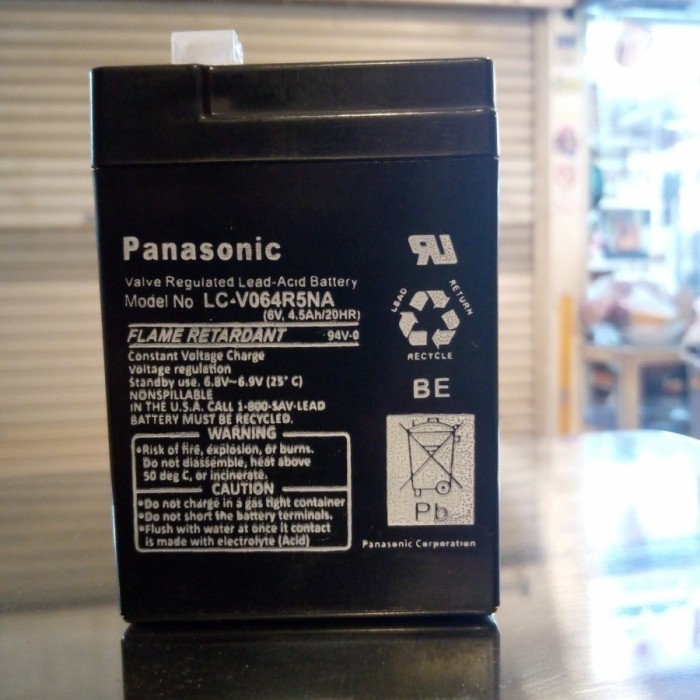 Panasonic
Valve Regulated Lead-Acid Battery
Model No LC-V064R5NA
(6V, 4.5Ah/20HR)
FLAME RETARDANT 94V-0
Constant Voltage Charge
Voltage regulation
Standby use. 6.8V~6.9V (25° C)
NONSPILLABLE
IN THE U.S.A. CALL 1-800-SAV-LEAD
BATTERY MUST BE RECYCLED.
WARNING
•Risk of fire, explosion, or burns.
Do not diassemble, heat above
50 deg C, or incinerate.
CAUTION
•Do not charge in a gas tight container
•Do not short the battery terminals.
•Flush with water at once it contact
is made with electrolyte (Acid)
LEAD
RETURN
RECYCLE
BE
Pb
Panasonic Corporation